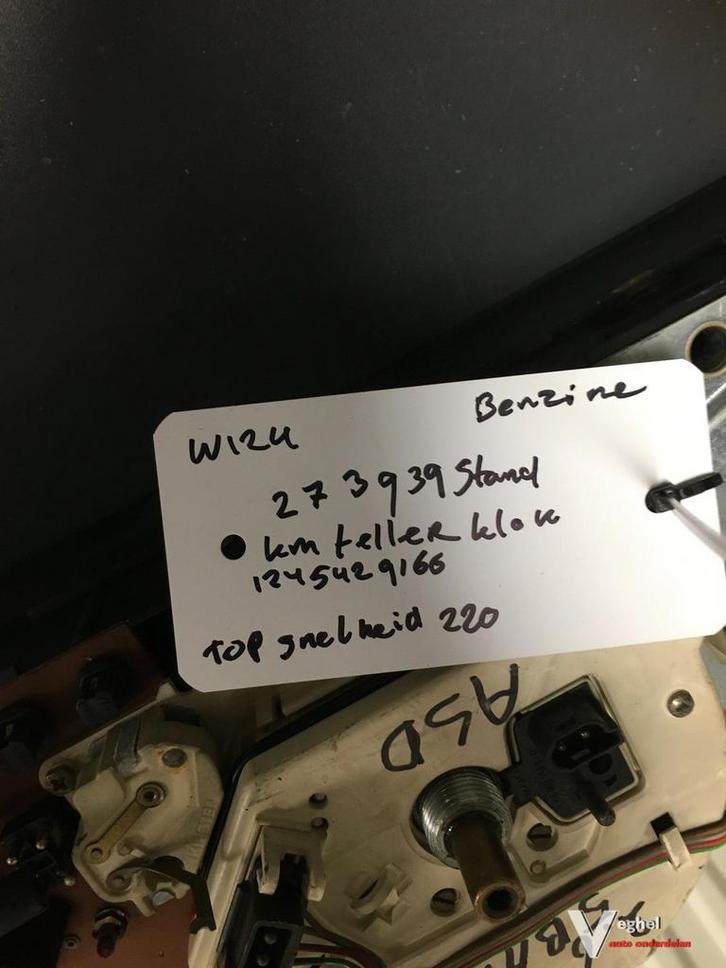 W124 Benzine
273939 Stand
km teller klok
1245429166
TOP snelheid 220
ASD
Veghel
auto onderdelen